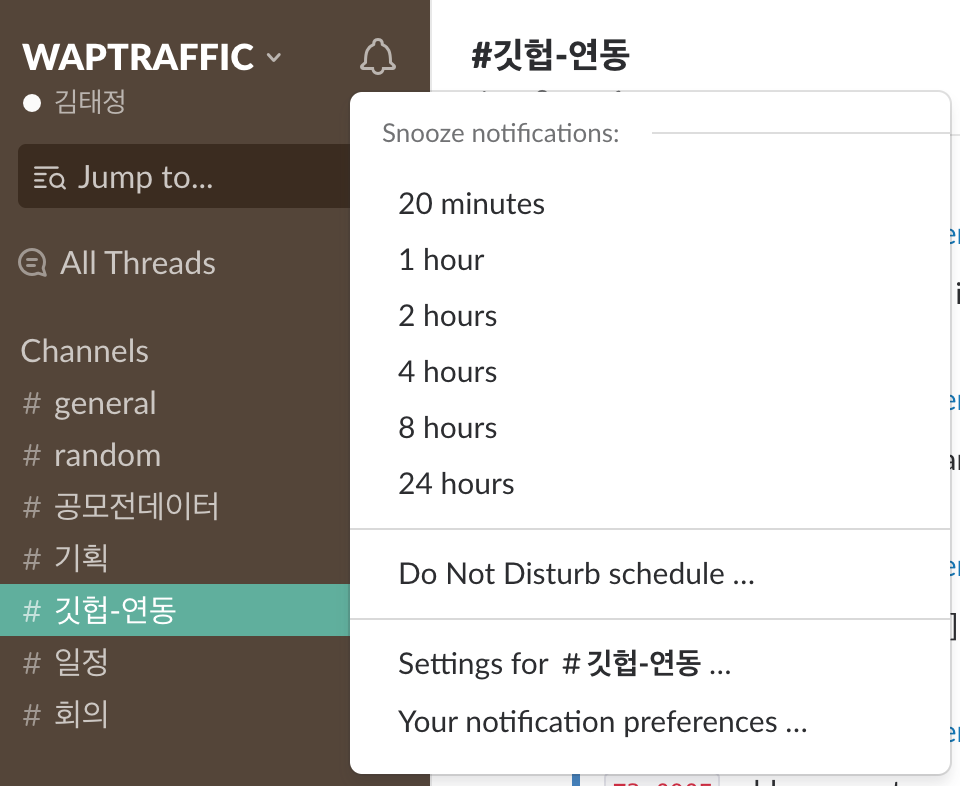 WAPTRAFFIC
김태정
Jump to...
All Threads
Channels
# general
# random
# 공모전데이터
# 기획
# 깃헙-연동
# 일정
# 회의
#깃헙-연동
Snooze notifications:
20 minutes
1 hour
2 hours
4 hours
8 hours
24 hours
Do Not Disturb schedule ...
Settings for # 깃헙-연동 ...
Your notification preferences ...